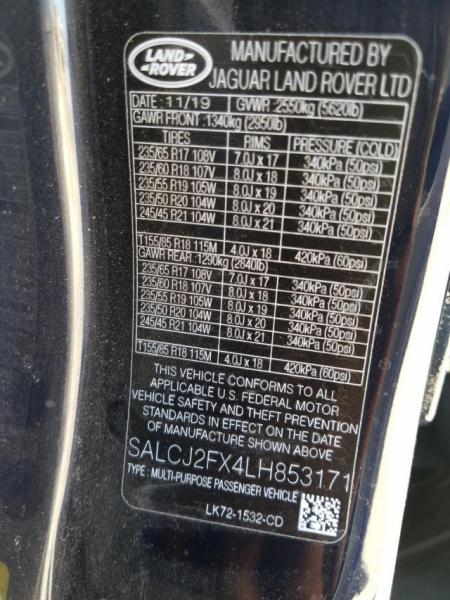 LAND ROVER
MANUFACTURED BY
JAGUAR LAND ROVER LTD
DATE: 11/19 GVWR: 2550kg (5620lb)
GAWR FRONT: 1340kg (2950lb)
TIRES RIMS PRESSURE (COLD)
235/65 R17 108V 7.0J x 17 340kPa (50psi)
235/60 R18 107V 8.0J x 18 340kPa (50psi)
235/55 R19 105W 8.0J x 19 340kPa (50psi)
235/50 R20 104W 8.0J x 20 340kPa (50psi)
245/45 R21 104W 8.0J x 21 340kPa (50psi)
T155/85 R18 115M 4.0J x 18 420kPa (60psi)
GAWR REAR: 1290kg (2840lb)
235/65 R17 108V 7.0J x 17 340kPa (50psi)
235/60 R18 107V 8.0J x 18 340kPa (50psi)
235/55 R19 105W 8.0J x 19 340kPa (50psi)
235/50 R20 104W 8.0J x 20 340kPa (50psi)
245/45 R21 104W 8.0J x 21 340kPa (50psi)
T155/85 R18 115M 4.0J x 18 420kPa (60psi)
THIS VEHICLE CONFORMS TO ALL
APPLICABLE U.S. FEDERAL MOTOR
VEHICLE SAFETY AND THEFT PREVENTION
STANDARDS IN EFFECT ON THE DATE
OF MANUFACTURE SHOWN ABOVE
SALCJ2FX4LH853171
TYPE: MULTI-PURPOSE PASSENGER VEHICLE
LK72-1532-CD